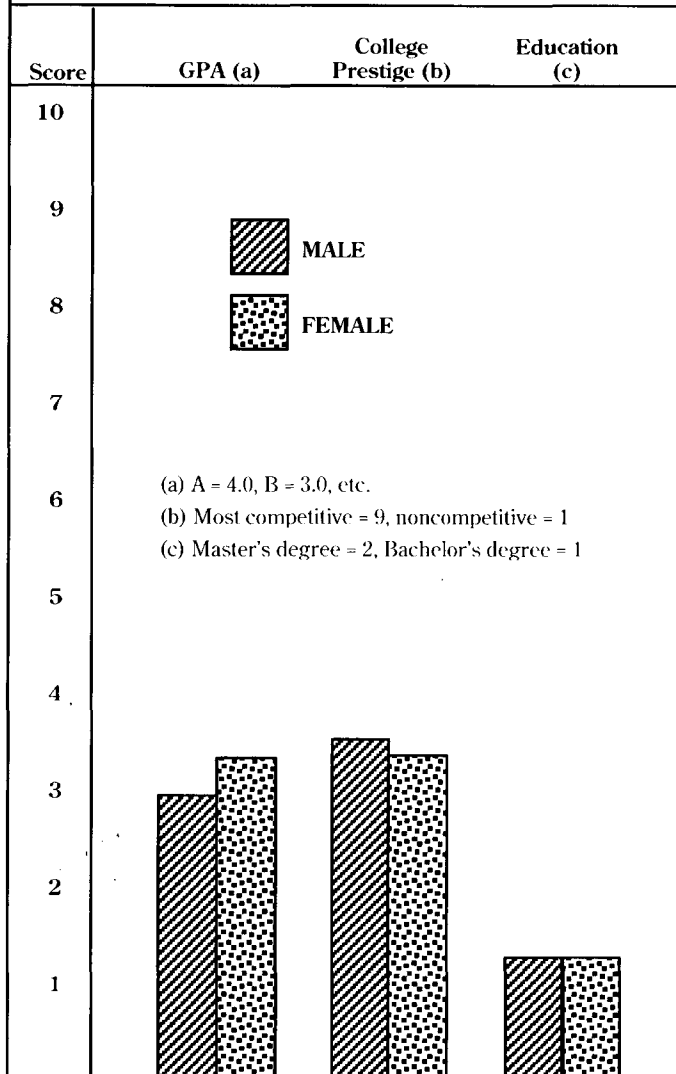 Score
GPA (a)
College
Prestige (b)
Education
(c)
10
9
8
7
6
5
4
3
2
1
MALE
FEMALE
(a) A = 4.0, B = 3.0, etc.
(b) Most competitive = 9, noncompetitive = 1
(c) Master's degree = 2, Bachelor's degree = 1